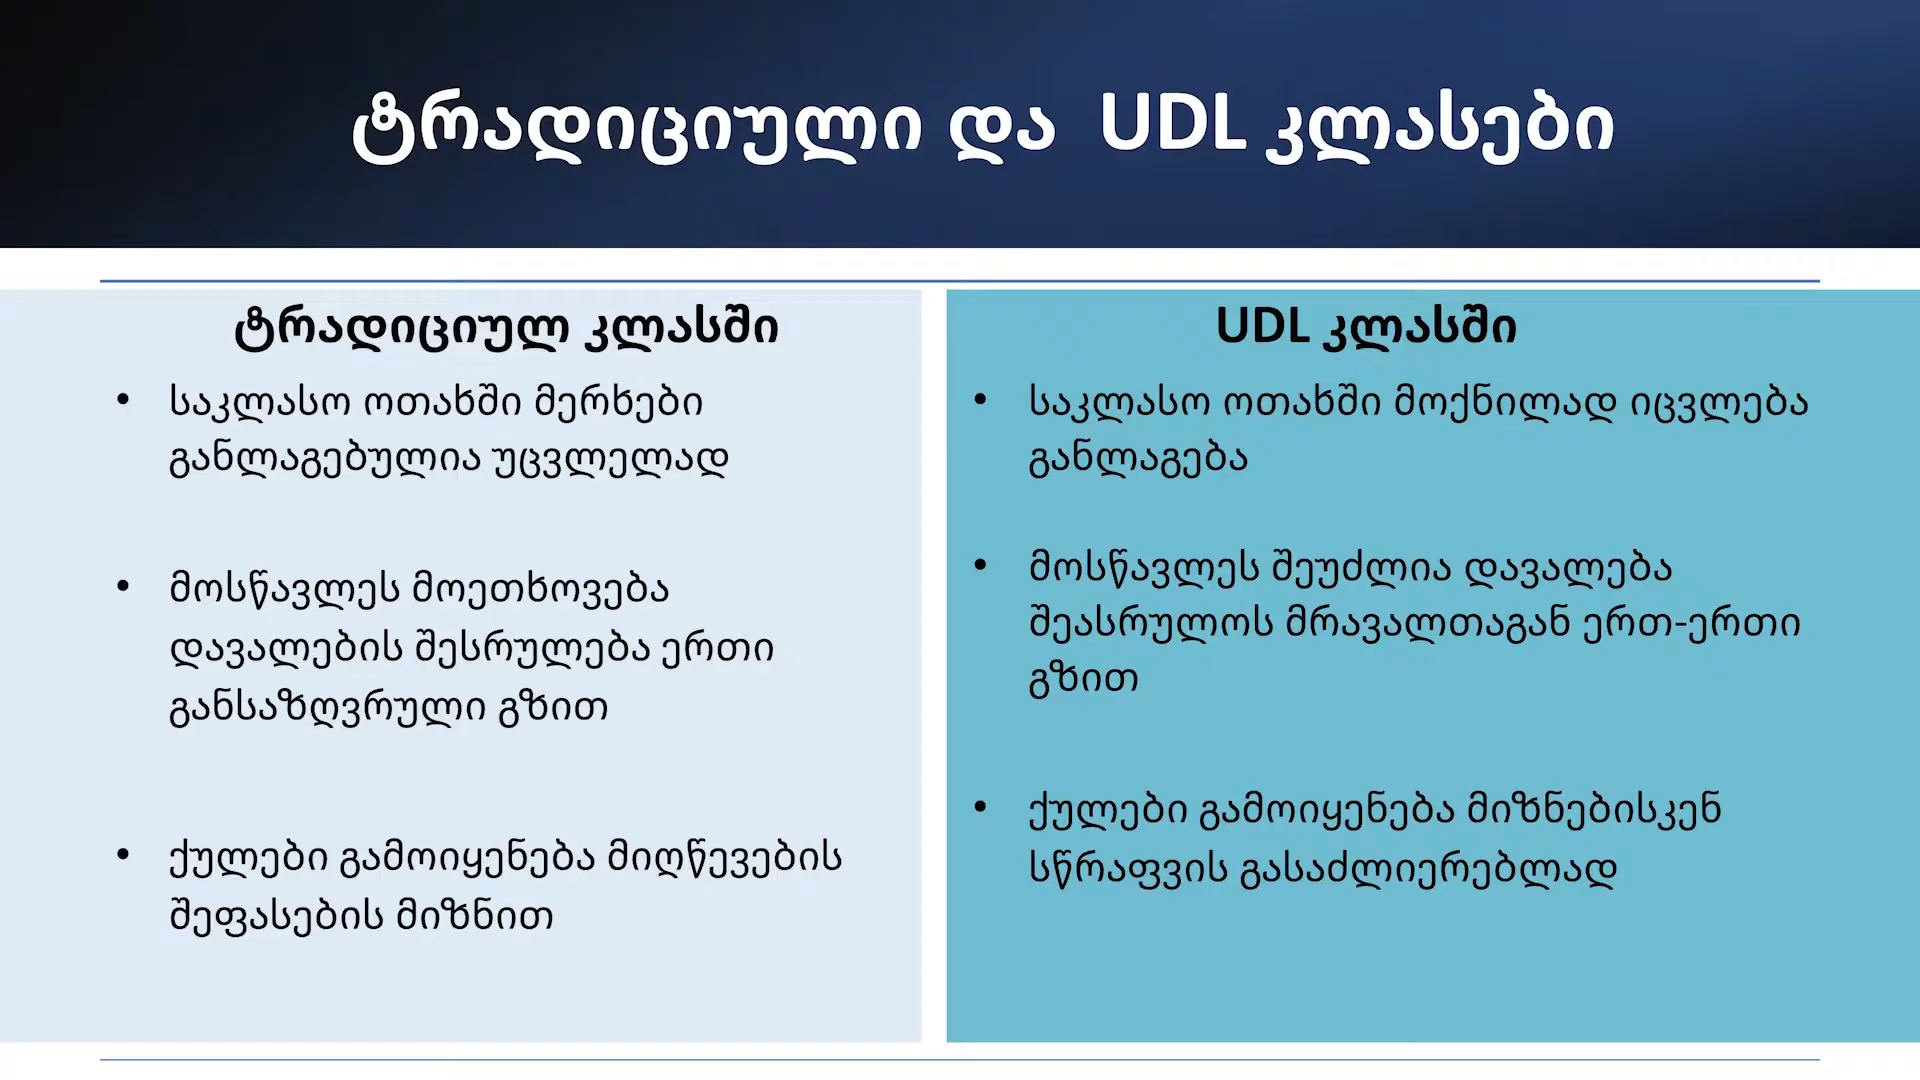 ტრადიციული და UDL კლასები
ტრადიციულ კლასში
• საკლასო ოთახში მერხები
განლაგებულია უცვლელად
• მოსწავლეს მოეთხოვება
დავალების შესრულება ერთი
განსაზღვრული გზით
• ქულები გამოიყენება მიღწევების
შეფასების მიზნით
UDL კლასში
• საკლასო ოთახში მოქნილად იცვლება
განლაგება
• მოსწავლეს შეუძლია დავალება
შეასრულოს მრავალთაგან ერთ-ერთი
გზით
• ქულები გამოიყენება მიზნებისკენ
სწრაფვის გასაძლიერებლად